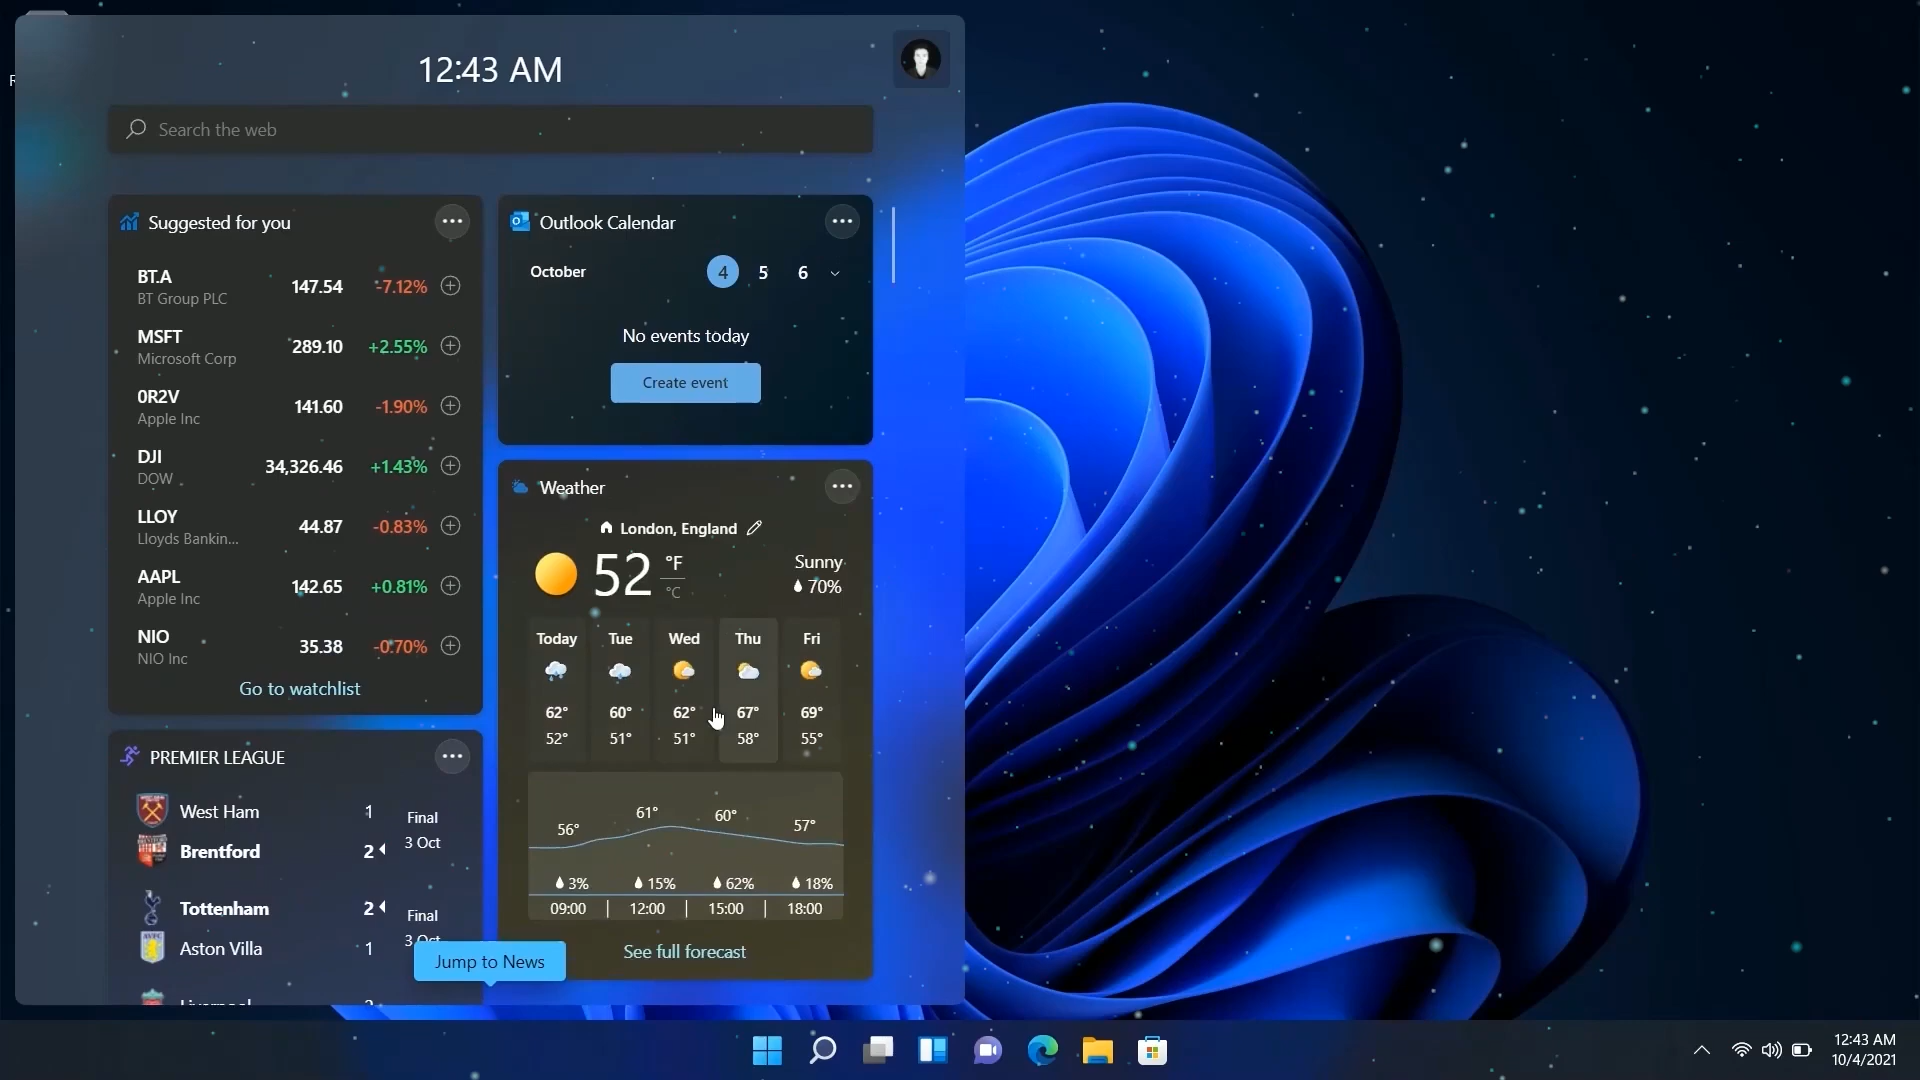 12:43 AM
Search the web
Suggested for you
BT.A
BT Group PLC
147.54
-7.12%
MSFT
Microsoft Corp
289.10
+2.55%
0R2V
Apple Inc
141.60
-1.90%
DJI
DOW
34,326.46
+1.43%
LLOY
Lloyds Bankin...
44.87
-0.83%
AAPL
Apple Inc
142.65
+0.81%
NIO
NIO Inc
35.38
-0.70%
Go to watchlist
PREMIER LEAGUE
West Ham 1
Brentford 2
Final
3 Oct
Tottenham 2
Aston Villa 1
Final
3 Oct
Liverpool 2
Jump to News
Outlook Calendar
October 4 5 6
No events today
Create event
Weather
London, England
52 °F
°C
Sunny
70%
Today Tue Wed Thu Fri
62° 60° 62° 67° 69°
52° 51° 51° 58° 55°
56° 61° 60° 57°
3% 15% 62% 18%
09:00 12:00 15:00 18:00
See full forecast
12:43 AM
10/4/2021